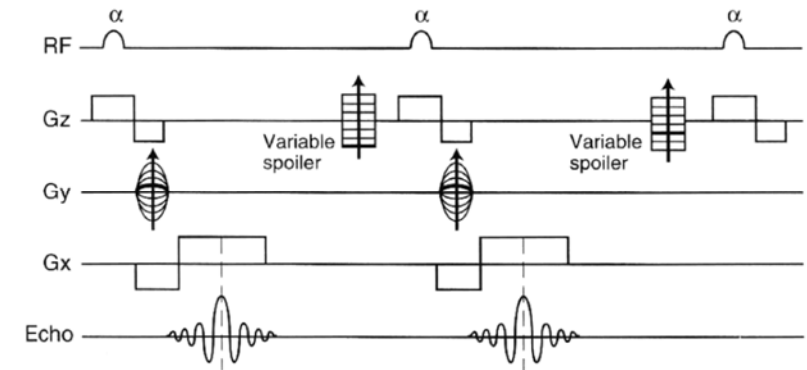 α α α
RF
Gz
Variable Variable
spoiler spoiler
Gy
Gx
Echo